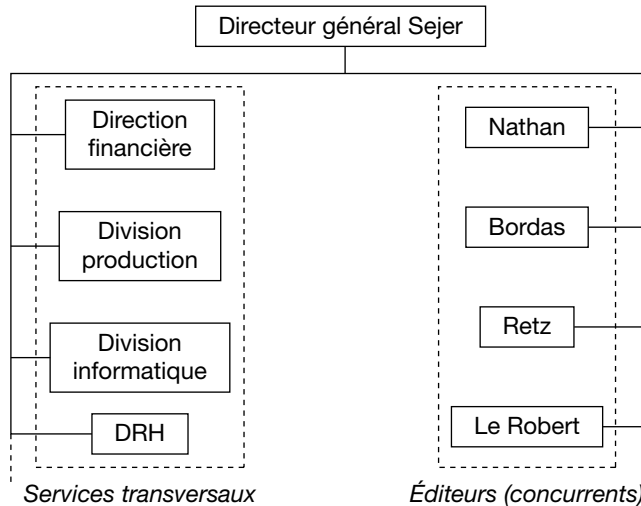 Directeur général Sejer
Direction
financière
Division
production
Division
informatique
DRH
Services transversaux
Nathan
Bordas
Retz
Le Robert
Éditeurs (concurrents)